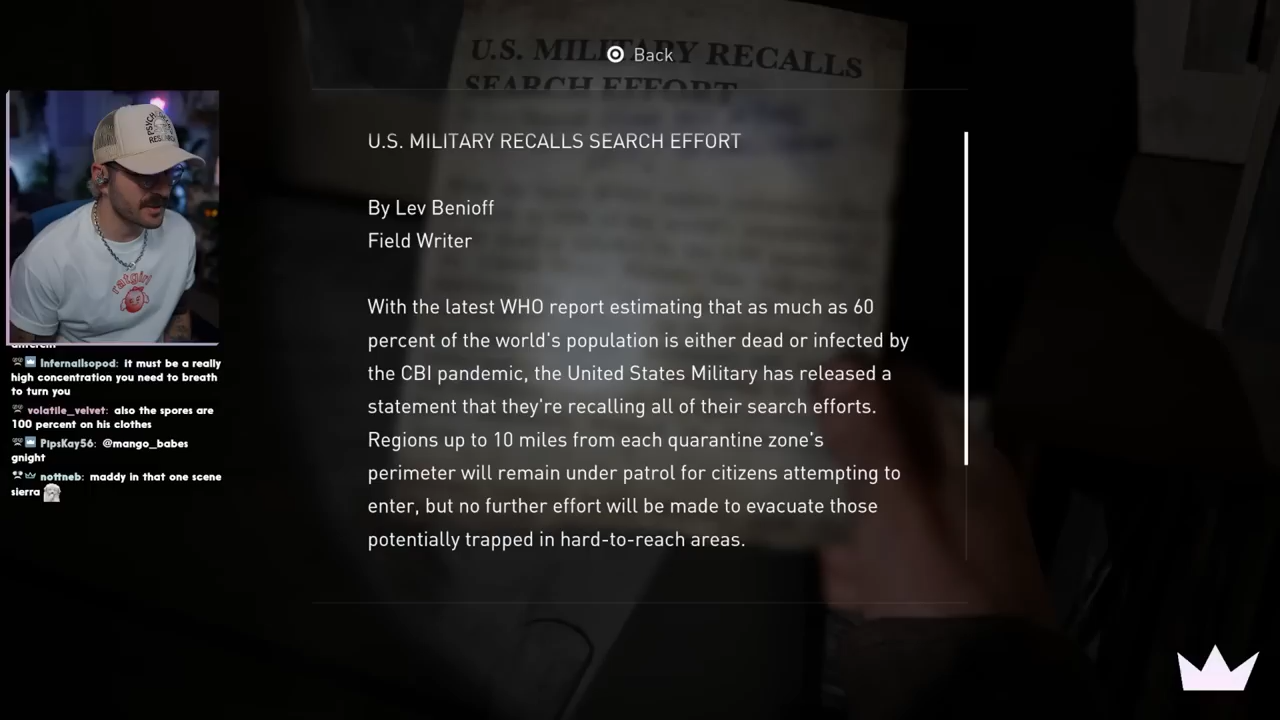 U.S. MILITARY RECALLS
SEARCH EFFORT
Back
U.S. MILITARY RECALLS SEARCH EFFORT
By Lev Benioff
Field Writer
With the latest WHO report estimating that as much as 60
percent of the world's population is either dead or infected by
the CBI pandemic, the United States Military has released a
statement that they're recalling all of their search efforts.
Regions up to 10 miles from each quarantine zone's
perimeter will remain under patrol for citizens attempting to
enter, but no further effort will be made to evacuate those
potentially trapped in hard-to-reach areas.
ratgirl
different
Infernallsopod: it must be a really
high concentration you need to breath
to turn you
volatile_velvet: also the spores are
100 percent on his clothes
PipsKay56: @mango_babes
gnight
nottneb: maddy in that one scene
sierra